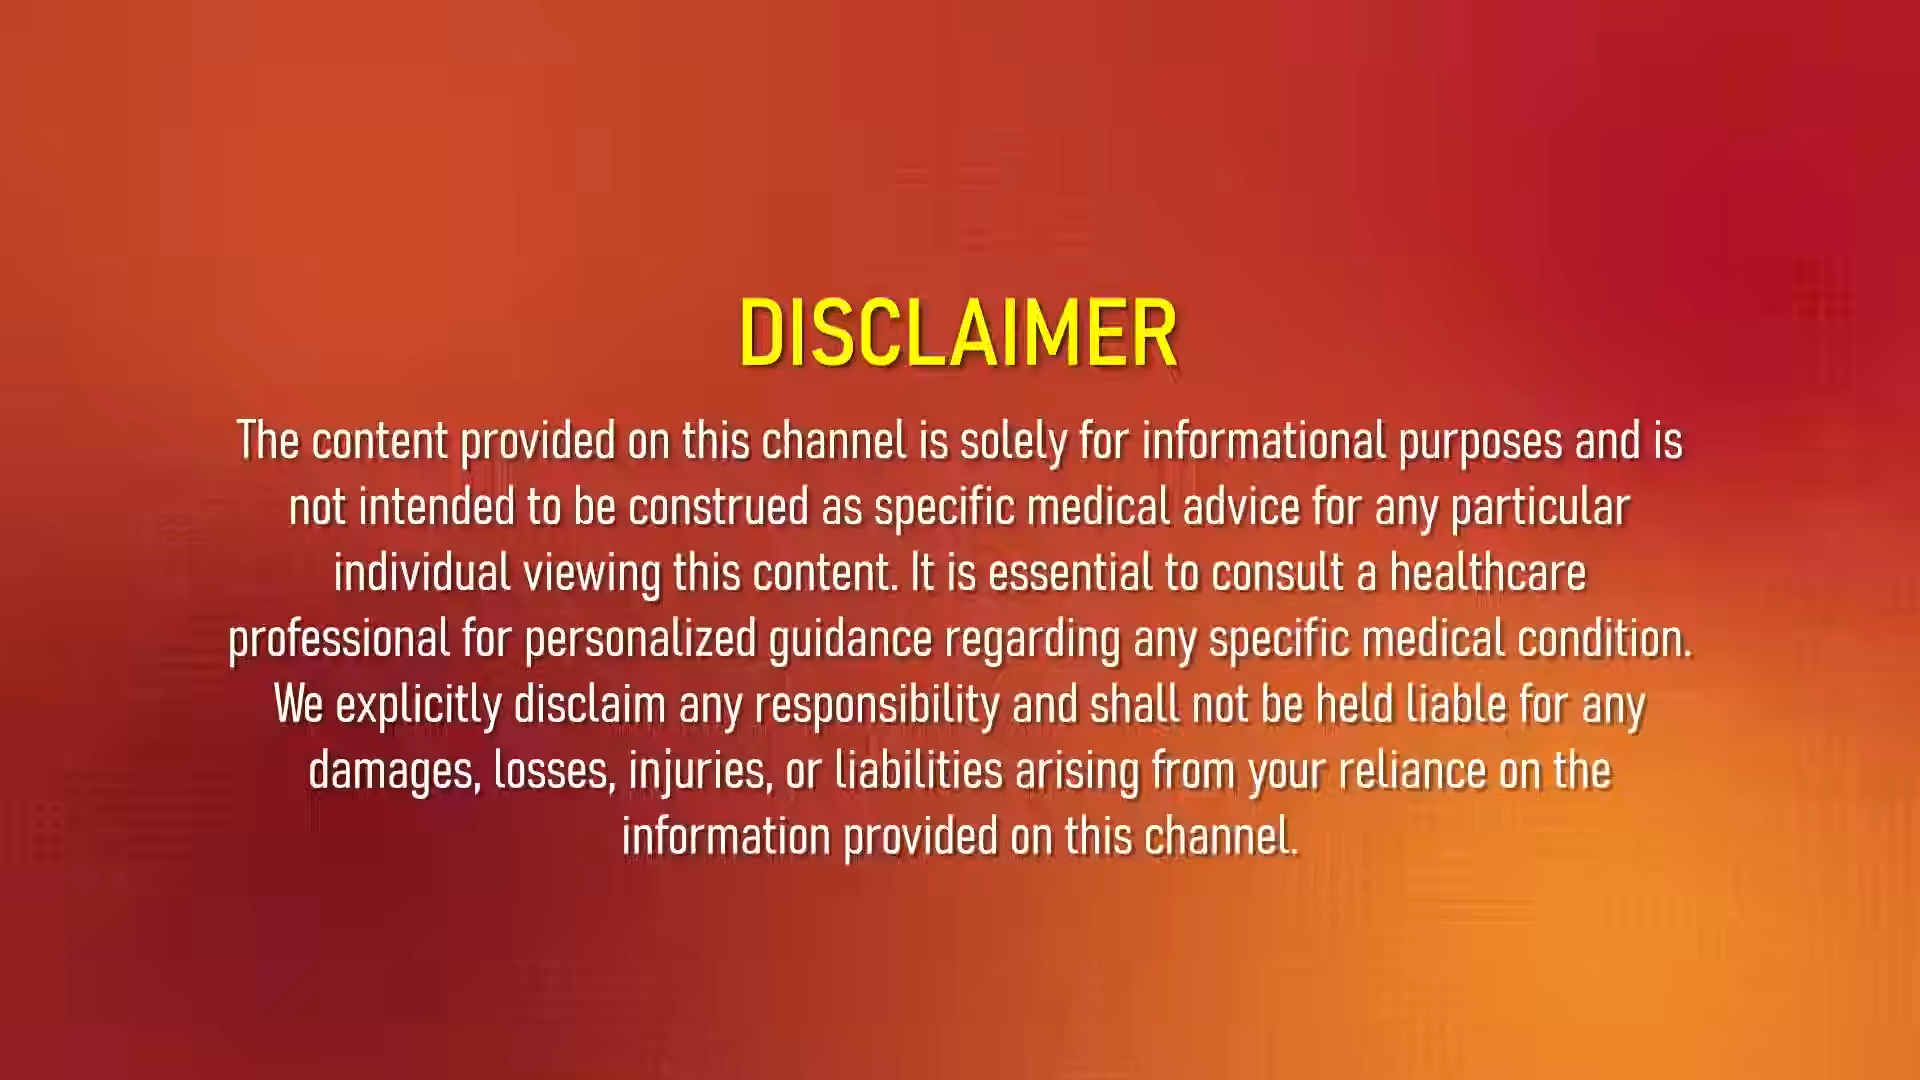 DISCLAIMER
The content provided on this channel is solely for informational purposes and is
not intended to be construed as specific medical advice for any particular
individual viewing this content. It is essential to consult a healthcare
professional for personalized guidance regarding any specific medical condition.
We explicitly disclaim any responsibility and shall not be held liable for any
damages, losses, injuries, or liabilities arising from your reliance on the
information provided on this channel.